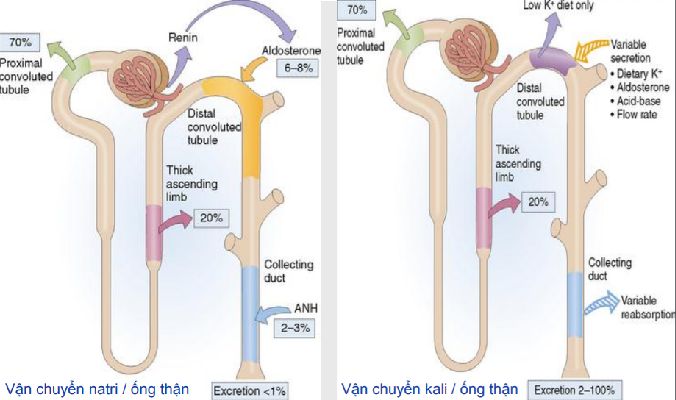 70%
Proximal
convoluted
tubule
Renin
Aldosterone
6–8%
Distal
convoluted
tubule
Thick
ascending
limb
20%
Collecting
duct
ANH
2–3%
Vận chuyển natri / ống thận
Excretion <1%
70%
Proximal
convoluted
tubule
Low K+ diet only
Variable
secretion
• Dietary K+
• Aldosterone
• Acid-base
• Flow rate
Distal
convoluted
tubule
Thick
ascending
limb
20%
Collecting
duct
Variable
reabsorption
Vận chuyển kali / ống thận
Excretion 2–100%